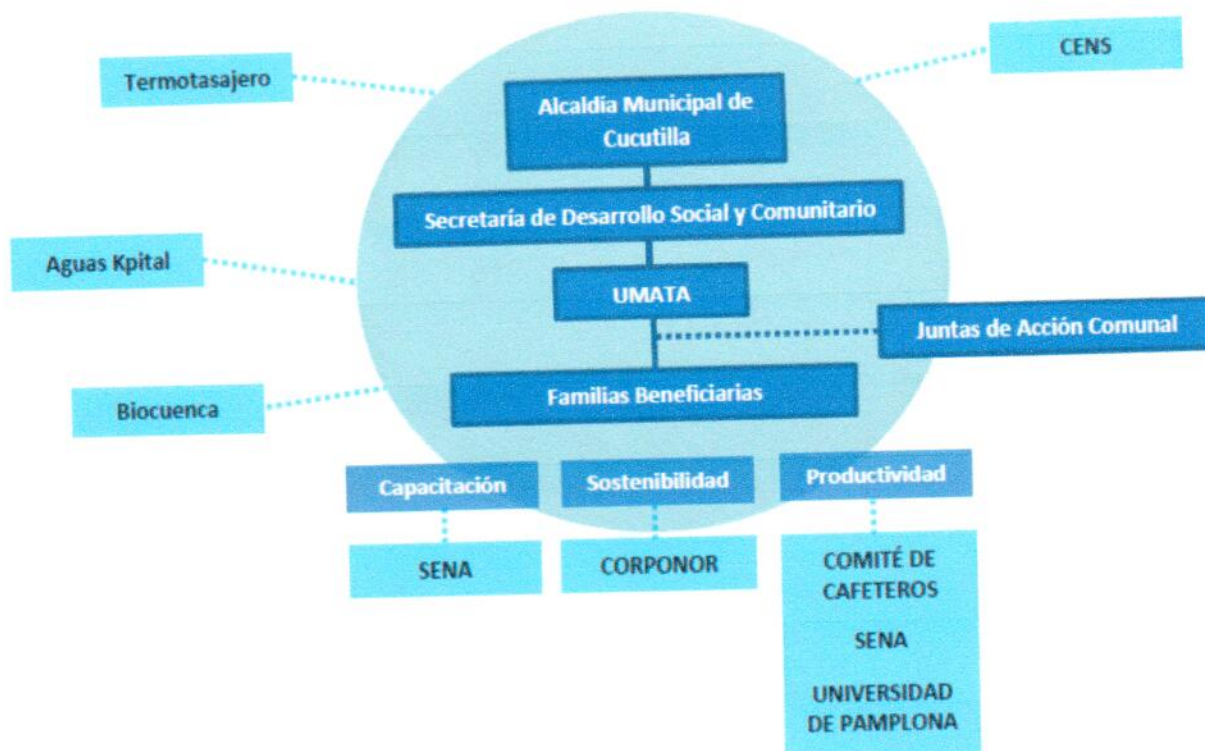 CENS
Termotasajero
Alcaldía Municipal de
Cucutilla
Secretaría de Desarrollo Social y Comunitario
Aguas Kpital
UMATA
Juntas de Acción Comunal
Familias Beneficiarias
Biocuenca
Capacitación
Sostenibilidad
Productividad
SENA
CORPONOR
COMITÉ DE
CAFETEROS
SENA
UNIVERSIDAD
DE PAMPLONA